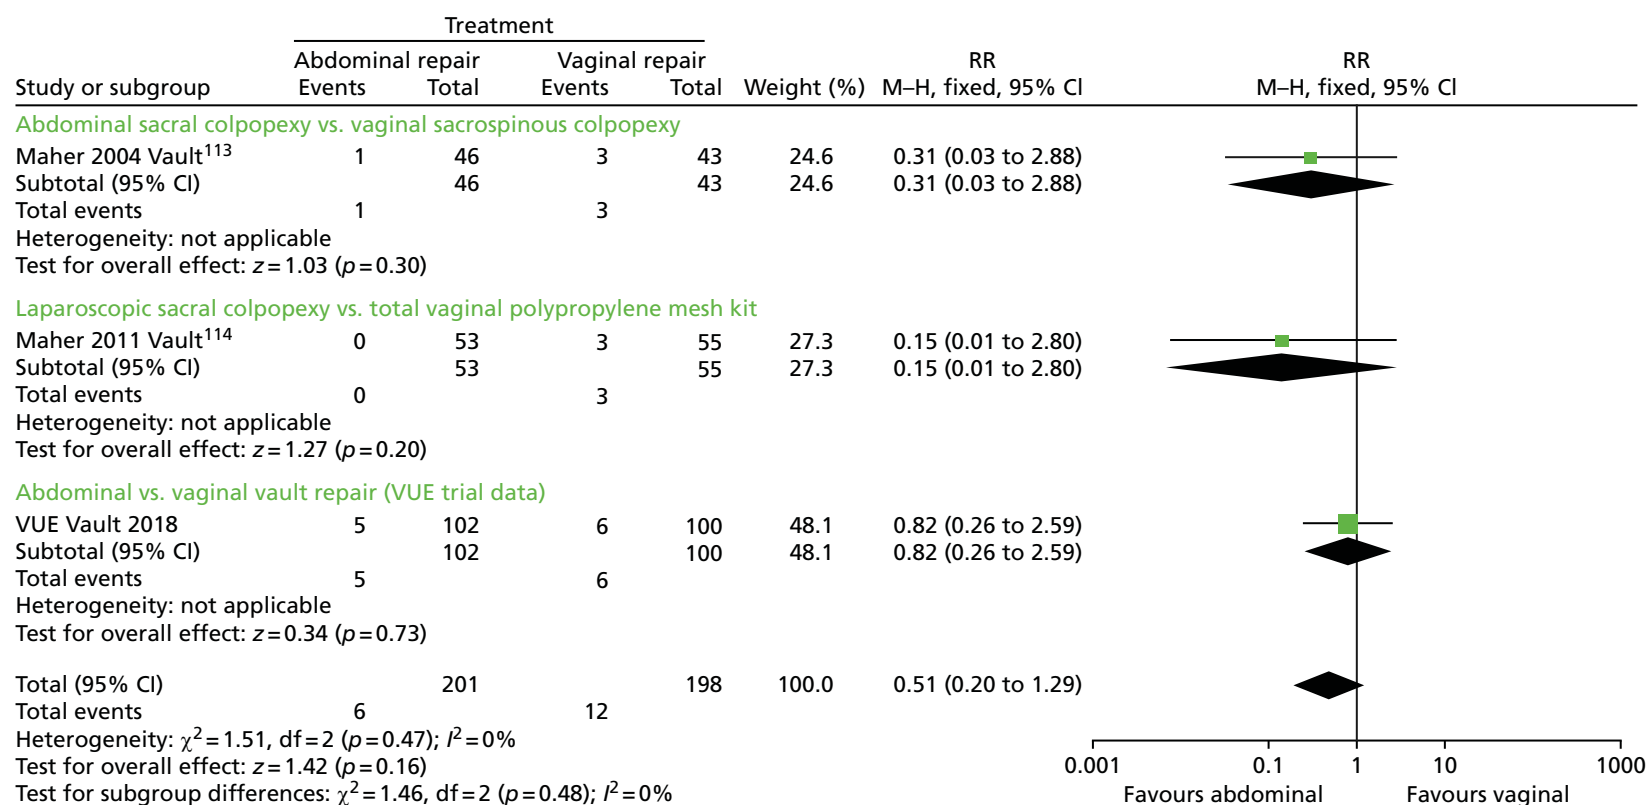 Treatment
Abdominal repair Vaginal repair RR RR
Study or subgroup Events Total Events Total Weight (%) M–H, fixed, 95% CI M–H, fixed, 95% CI
Abdominal sacral colpopexy vs. vaginal sacrospinous colpopexy
Maher 2004 Vault113 1 46 3 43 24.6 0.31 (0.03 to 2.88)
Subtotal (95% CI) 46 43 24.6 0.31 (0.03 to 2.88)
Total events 1 3
Heterogeneity: not applicable
Test for overall effect: z=1.03 (p=0.30)
Laparoscopic sacral colpopexy vs. total vaginal polypropylene mesh kit
Maher 2011 Vault114 0 53 3 55 27.3 0.15 (0.01 to 2.80)
Subtotal (95% CI) 53 55 27.3 0.15 (0.01 to 2.80)
Total events 0 3
Heterogeneity: not applicable
Test for overall effect: z=1.27 (p=0.20)
Abdominal vs. vaginal vault repair (VUE trial data)
VUE Vault 2018 5 102 6 100 48.1 0.82 (0.26 to 2.59)
Subtotal (95% CI) 102 100 48.1 0.82 (0.26 to 2.59)
Total events 5 6
Heterogeneity: not applicable
Test for overall effect: z=0.34 (p=0.73)
Total (95% CI) 201 198 100.0 0.51 (0.20 to 1.29)
Total events 6 12
Heterogeneity: χ2=1.51, df=2 (p=0.47); I2=0%
Test for overall effect: z=1.42 (p=0.16)
Test for subgroup differences: χ2=1.46, df=2 (p=0.48); I2=0%
0.001 0.1 1 10 1000
Favours abdominal Favours vaginal